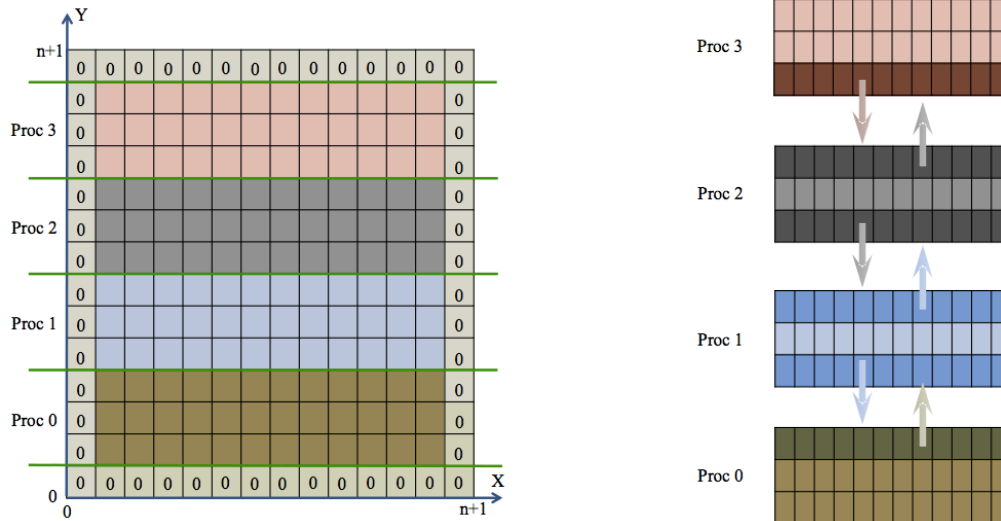 Y
n+1
0 0 0 0 0 0 0 0 0 0 0 0 0 0
0 0
Proc 3 0 0
0 0
0 0
Proc 2 0 0
0 0
0 0
Proc 1 0 0
0 0
0 0
Proc 0 0 0
0 0
0 0 0 0 0 0 0 0 0 0 0 0 0 0 X
0
0 n+1
Proc 3
Proc 2
Proc 1
Proc 0